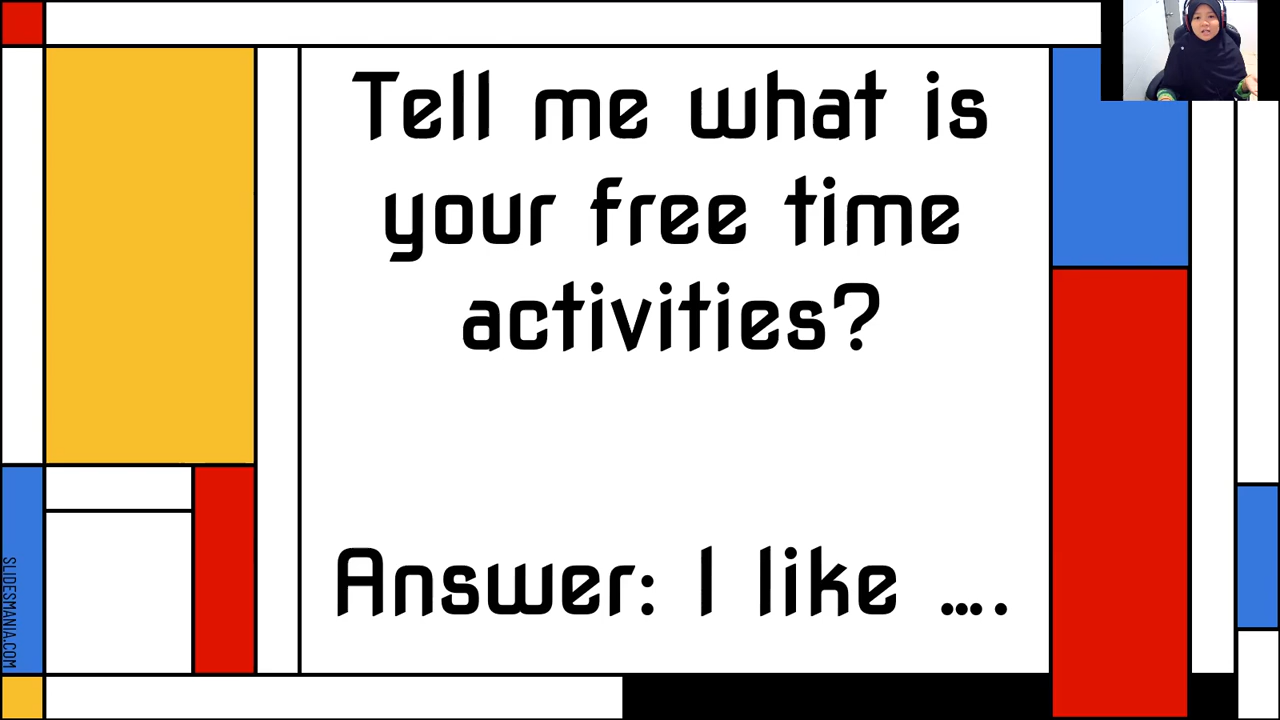 Tell me what is
your free time
activities?
Answer: I like ....
SLIDESMANIA.COM